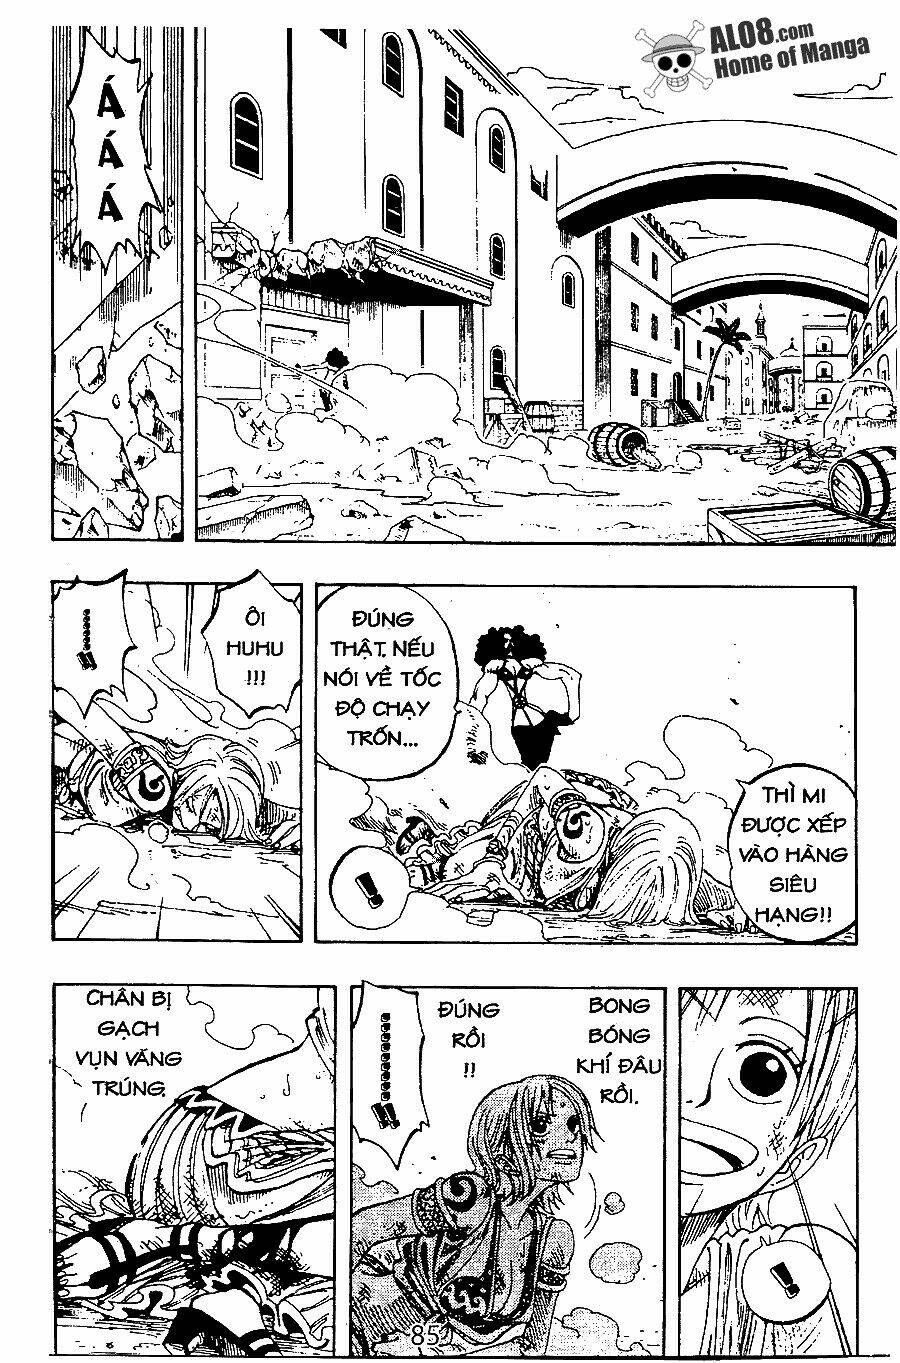 ALO8.com
Home of Manga
Á
Á
Á
ĐÚNG
THẬT. NẾU
NÓI VỀ TỐC
ĐỘ CHẠY
TRỐN...
THÌ MI
ĐƯỢC XẾP
VÀO HÀNG
SIÊU
HẠNG!!
!!
ÔI
HUHU
!!!
.......!!
CHÂN BỊ
GẠCH
VỤN VĂNG
TRÚNG.
BONG
BÓNG
KHÍ ĐÂU
RỒI.
ĐÚNG
RỒI
!!
.........!!
!!
85